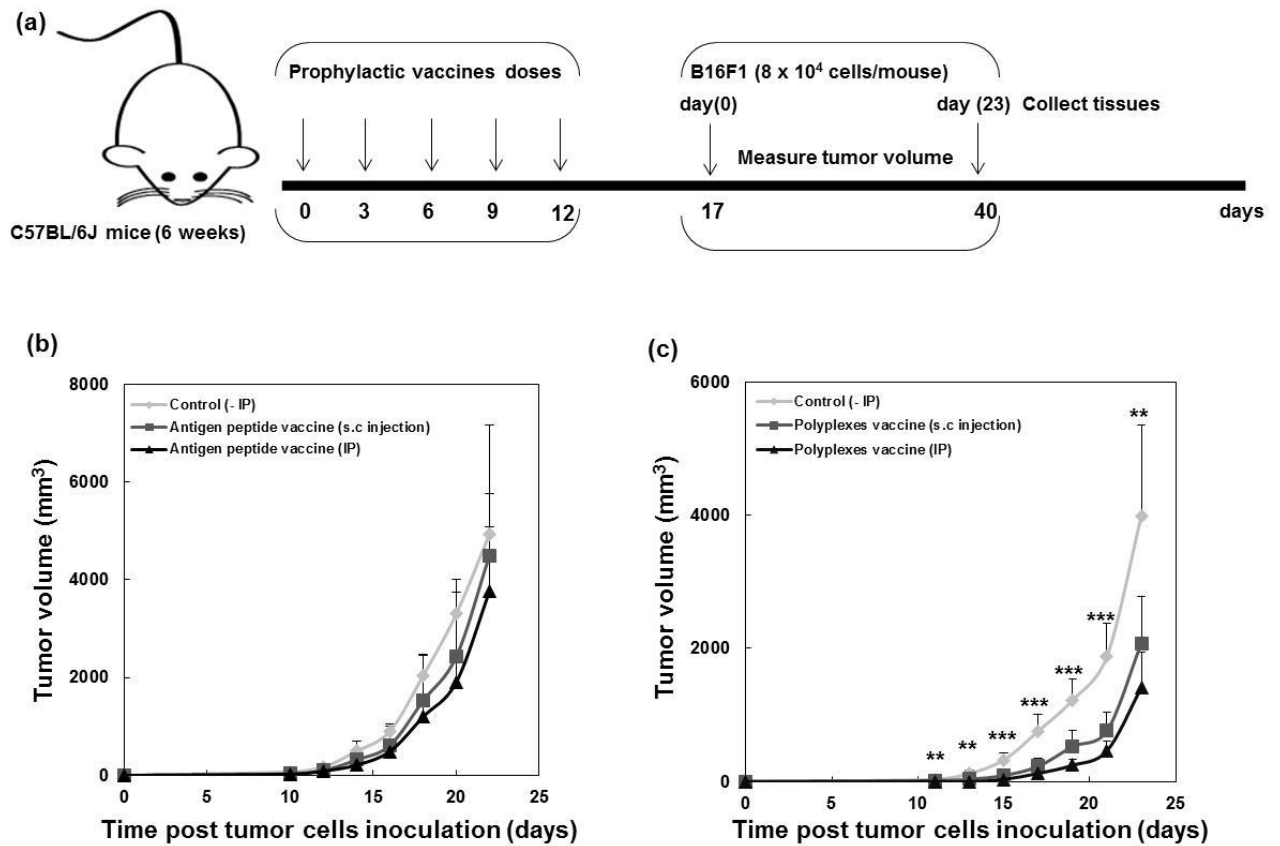 (a)
Prophylactic vaccines doses
B16F1 (8 x 10⁴ cells/mouse)
day(0)
day (23) Collect tissues
Measure tumor volume
0 3 6 9 12 17 40 days
C57BL/6J mice (6 weeks)
(b)
8000
6000
4000
2000
0
Tumor volume (mm³)
Control (- IP)
Antigen peptide vaccine (s.c injection)
Antigen peptide vaccine (IP)
0 5 10 15 20 25
Time post tumor cells inoculation (days)
(c)
6000
4000
2000
0
Tumor volume (mm³)
Control (- IP)
Polyplexes vaccine (s.c injection)
Polyplexes vaccine (IP)
** ** *** *** *** *** **
0 5 10 15 20 25
Time post tumor cells inoculation (days)